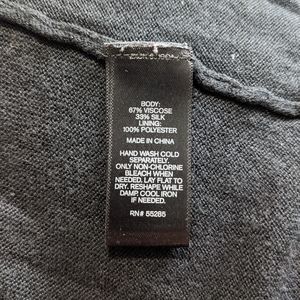 BODY:
67% VISCOSE
33% SILK
LINING:
100% POLYESTER
MADE IN CHINA
HAND WASH COLD
SEPARATELY.
ONLY NON-CHLORINE
BLEACH WHEN
NEEDED. LAY FLAT TO
DRY. RESHAPE WHILE
DAMP. COOL IRON
IF NEEDED.
RN# 55285